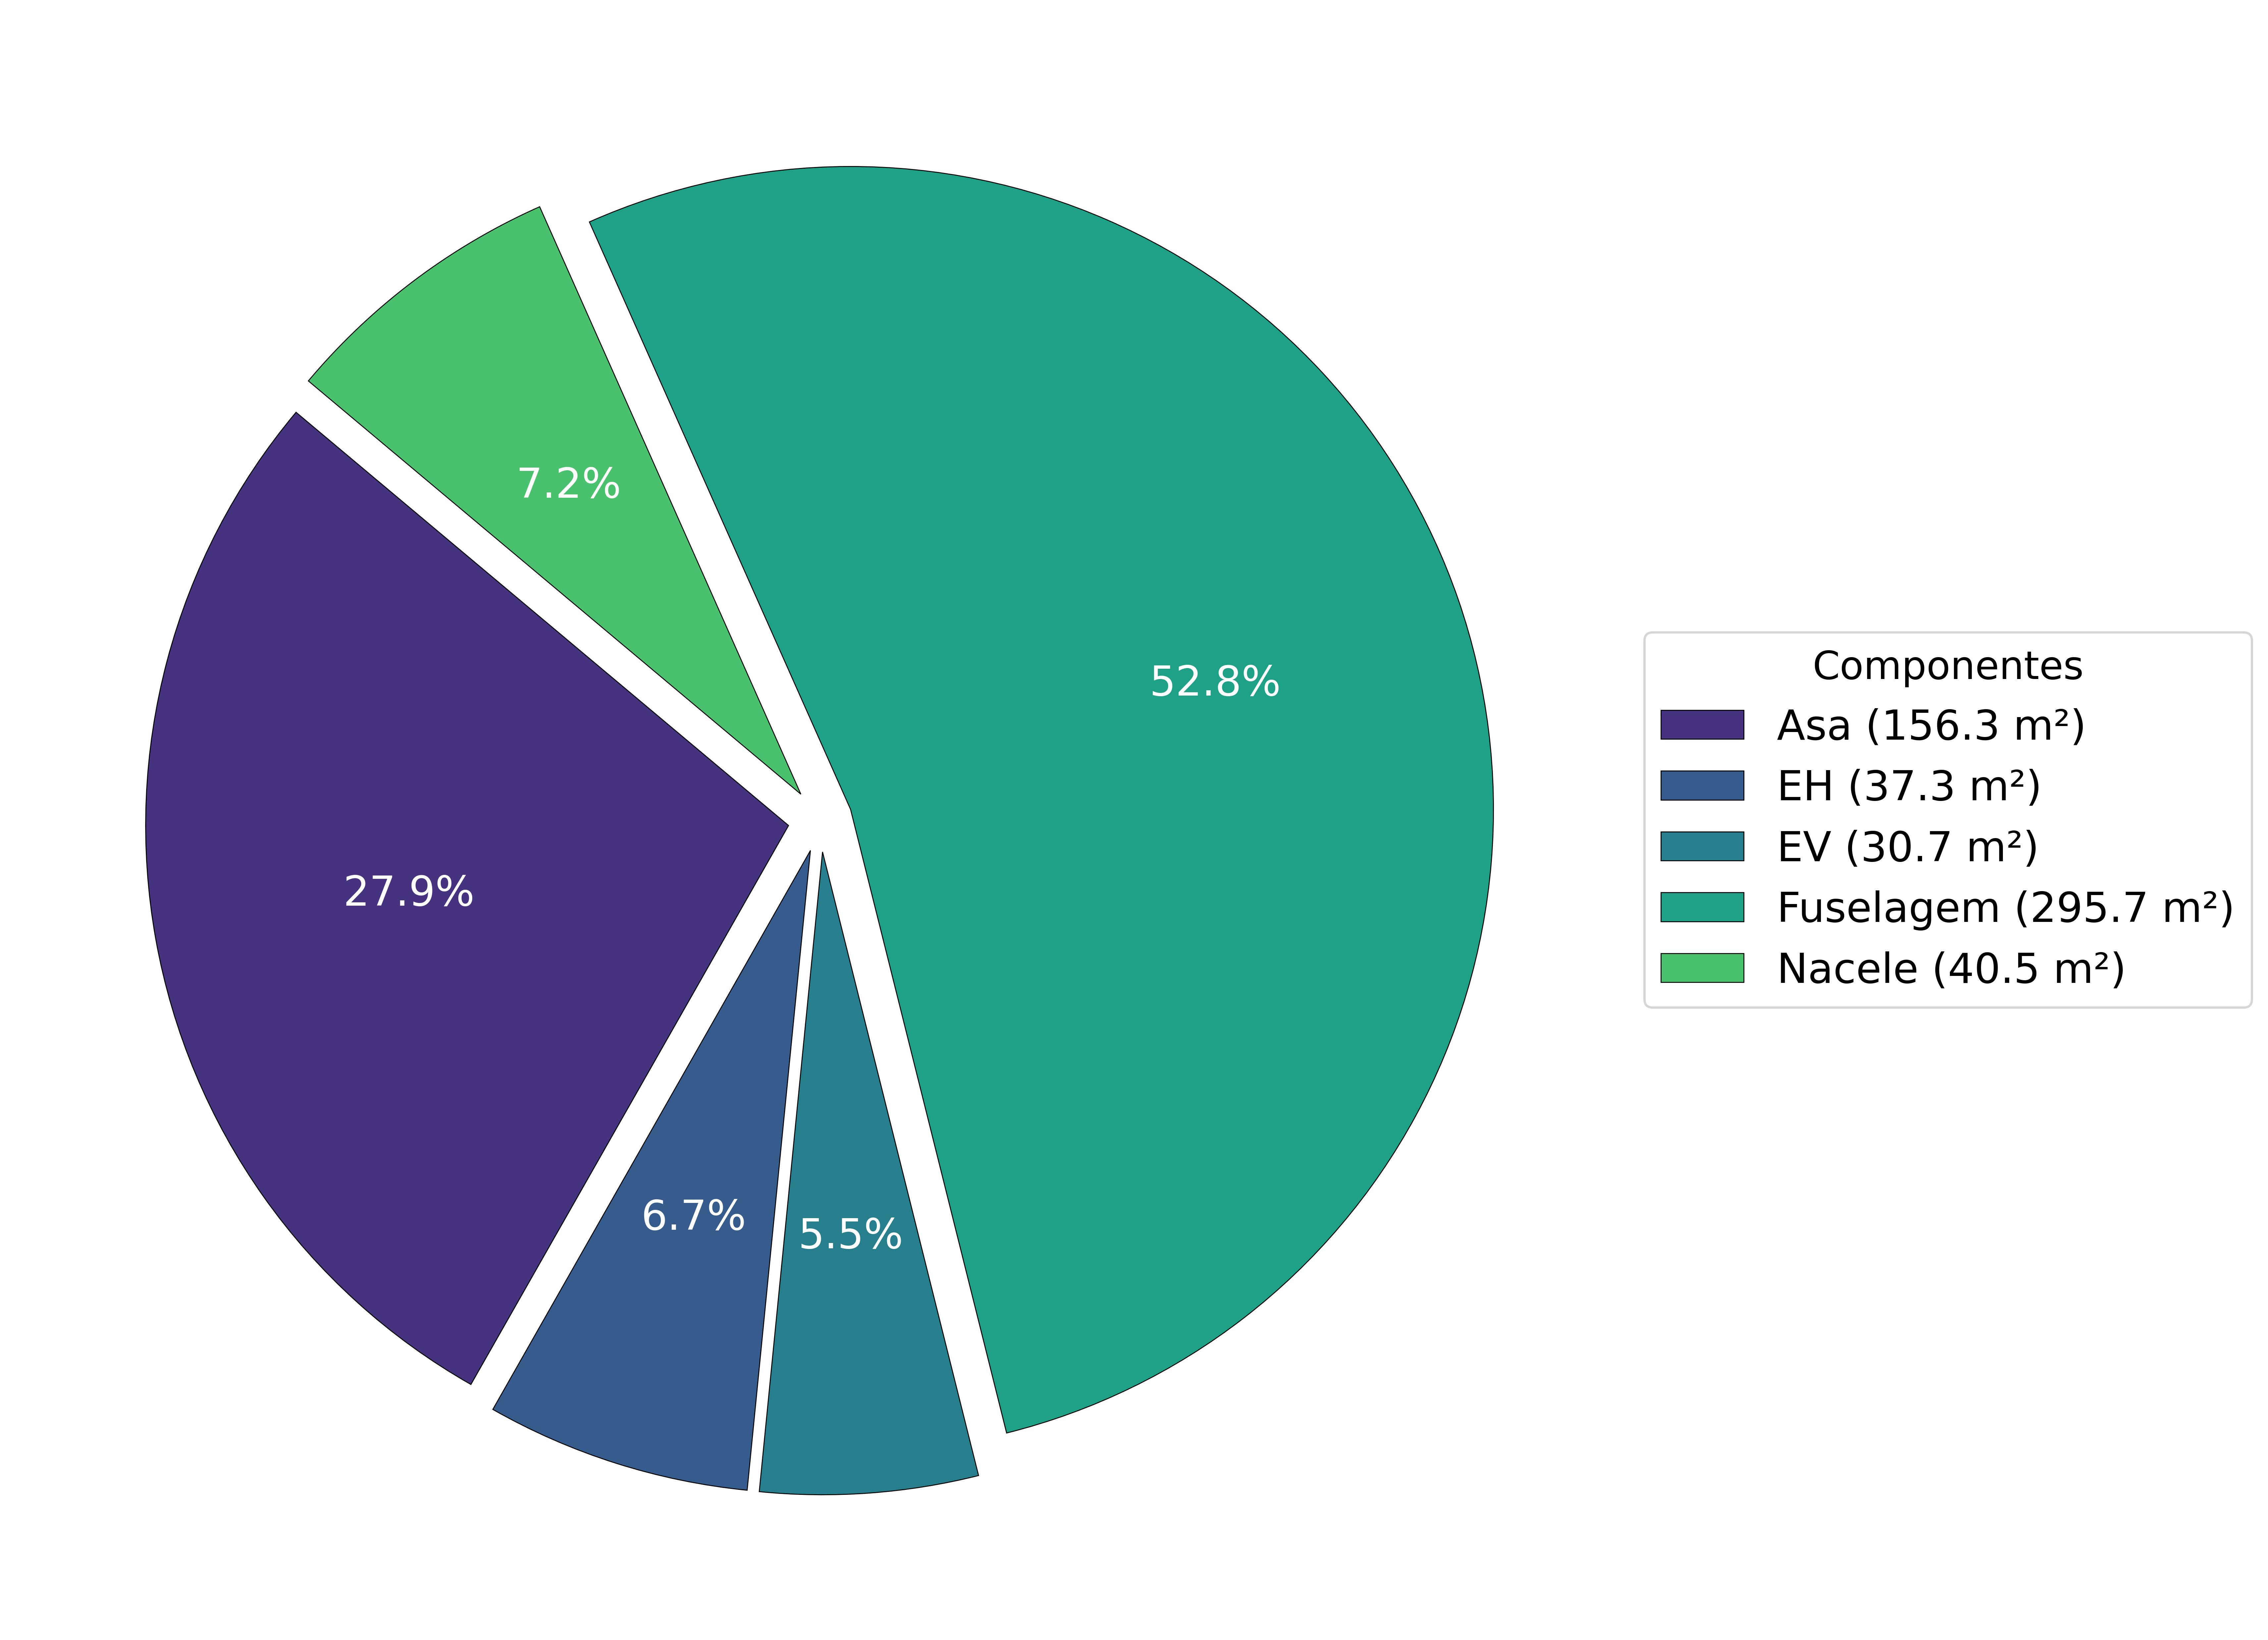 7.2%
52.8%
27.9%
6.7%
5.5%
Componentes
Asa (156.3 m²)
EH (37.3 m²)
EV (30.7 m²)
Fuselagem (295.7 m²)
Nacele (40.5 m²)